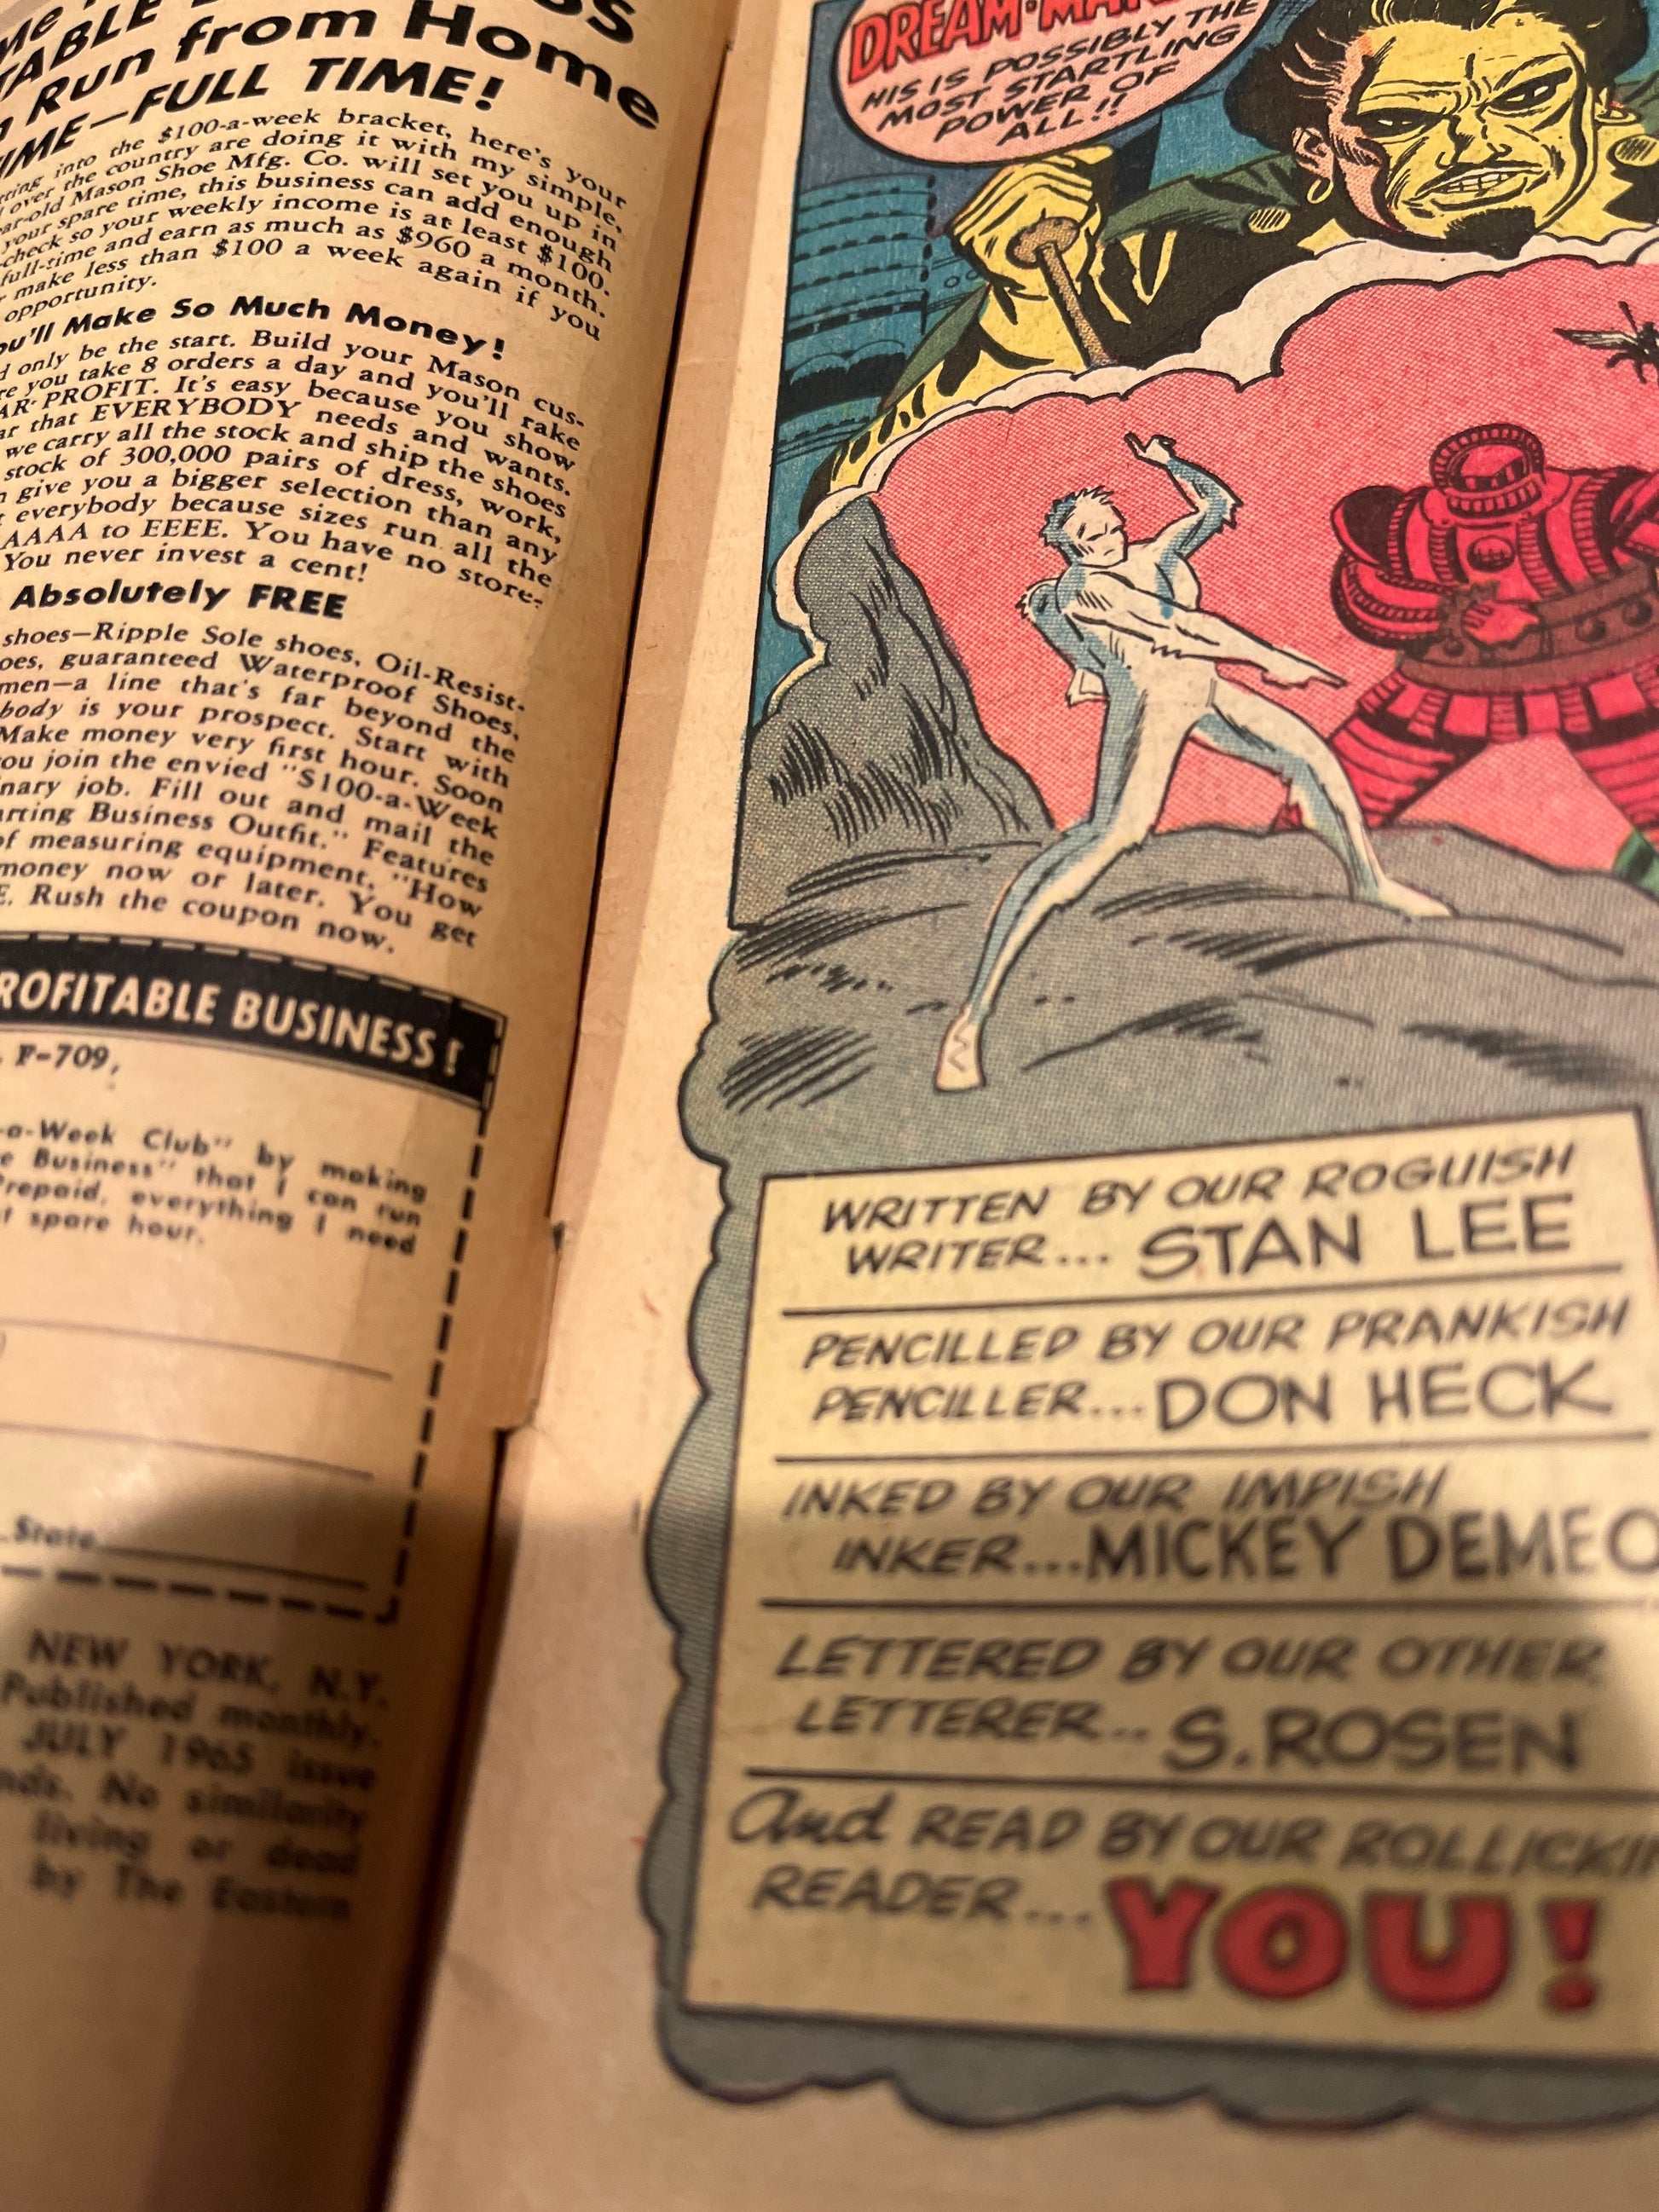 TABLE
Run from Home
TIME—FULL TIME!
into the $100-a-week bracket, here's your
over the country are doing it with my simple,
old Mason Shoe Mfg. Co. will set you up in
your spare time, this business can add enough
check so your weekly income is at least $100.
full-time and earn as much as $960 a month.
make less than $100 a week again if you
opportunity.
Make So Much Money!
only be the start. Build your Mason cus-
you take 8 orders a day and you'll rake
PROFIT. It's easy because you show
that EVERYBODY needs and wants.
we carry all the stock and ship the shoes
stock of 300,000 pairs of dress, work,
give you a bigger selection than any
everybody because sizes run all the
AAAA to EEEE. You have no store-
You never invest a cent!
Absolutely FREE
shoes—Ripple Sole shoes, Oil-Resist-
guaranteed Waterproof Shoes,
men—a line that's far beyond the
body is your prospect. Start with
Make money very first hour. Soon
you join the envied "$100-a-Week
job. Fill out and mail the
Business Outfit." Features
of measuring equipment, "How
money now or later. You get
Rush the coupon now.
PROFITABLE BUSINESS!
F-709,
-a-Week Club" by making
Business" that I can run
Prepaid, everything I need
spare hour.
State
NEW YORK, N.Y.
Published monthly.
JULY 1965 issue
No similarity
living or dead
by The Eastern
HIS IS POSSIBLY THE
MOST STARTLING
POWER OF
ALL!!
WRITTEN BY OUR ROGUISH
WRITER... STAN LEE
PENCILLED BY OUR PRANKISH
PENCILLER... DON HECK
INKED BY OUR IMPISH
INKER... MICKEY DEMEO
LETTERED BY OUR OTHER
LETTERER... S. ROSEN
And READ BY OUR
READER... YOU!